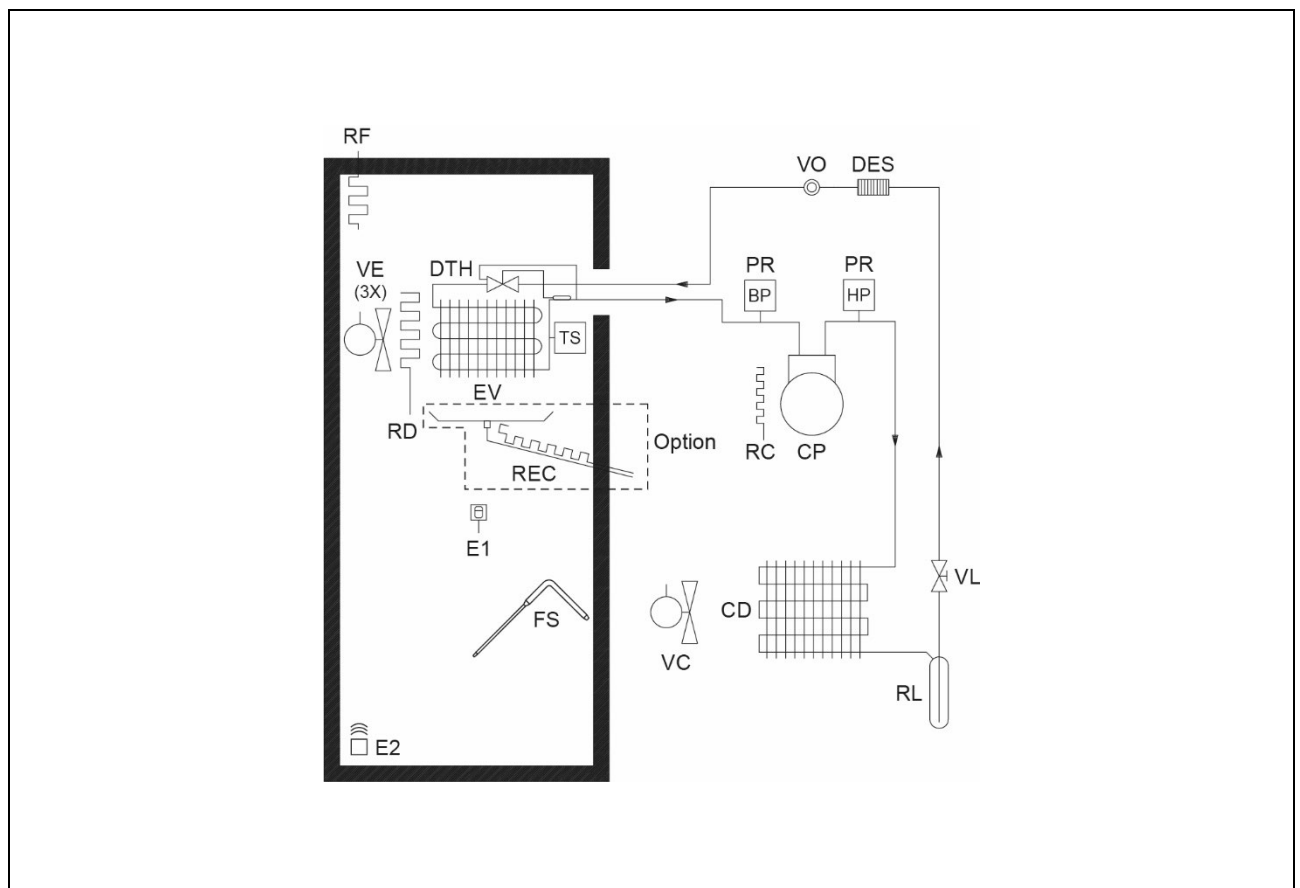 RF
VO DES
VE
(3X)
DTH
PR
BP
PR
HP
TS
EV
RD
Option
REC
RC
CP
E1
FS
VC
CD
VL
RL
E2